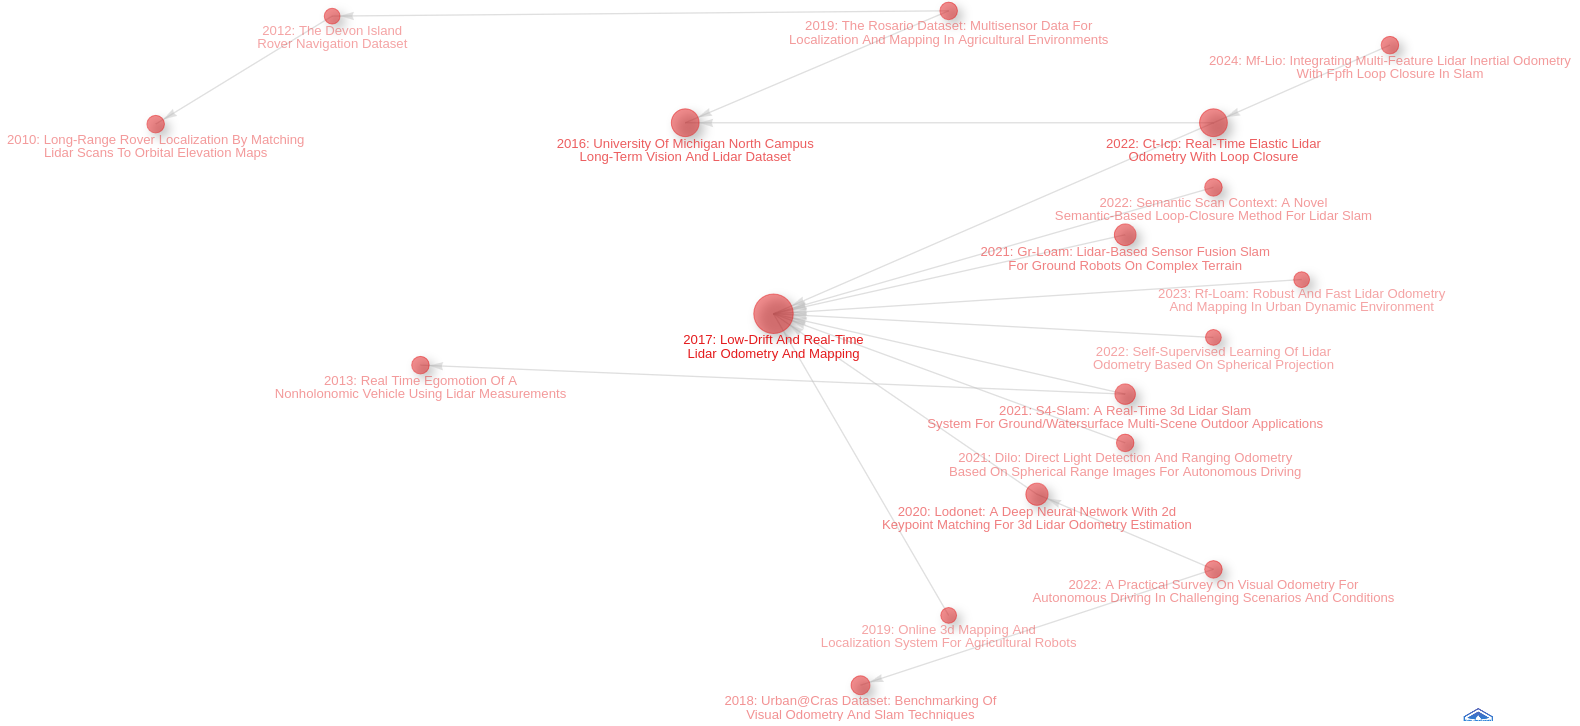 2012: The Devon Island
Rover Navigation Dataset
2019: The Rosario Dataset: Multisensor Data For
Localization And Mapping In Agricultural Environments
2024: Mf-Lio: Integrating Multi-Feature Lidar Inertial Odometry
With Fpfh Loop Closure In Slam
2010: Long-Range Rover Localization By Matching
Lidar Scans To Orbital Elevation Maps
2016: University Of Michigan North Campus
Long-Term Vision And Lidar Dataset
2022: Ct-Icp: Real-Time Elastic Lidar
Odometry With Loop Closure
2022: Semantic Scan Context: A Novel
Semantic-Based Loop-Closure Method For Lidar Slam
2021: Gr-Loam: Lidar-Based Sensor Fusion Slam
For Ground Robots On Complex Terrain
2023: Rf-Loam: Robust And Fast Lidar Odometry
And Mapping In Urban Dynamic Environment
2017: Low-Drift And Real-Time
Lidar Odometry And Mapping
2022: Self-Supervised Learning Of Lidar
Odometry Based On Spherical Projection
2013: Real Time Egomotion Of A
Nonholonomic Vehicle Using Lidar Measurements
2021: S4-Slam: A Real-Time 3d Lidar Slam
System For Ground/Watersurface Multi-Scene Outdoor Applications
2021: Dilo: Direct Light Detection And Ranging Odometry
Based On Spherical Range Images For Autonomous Driving
2020: Lodonet: A Deep Neural Network With 2d
Keypoint Matching For 3d Lidar Odometry Estimation
2022: A Practical Survey On Visual Odometry For
Autonomous Driving In Challenging Scenarios And Conditions
2019: Online 3d Mapping And
Localization System For Agricultural Robots
2018: Urban@Cras Dataset: Benchmarking Of
Visual Odometry And Slam Techniques